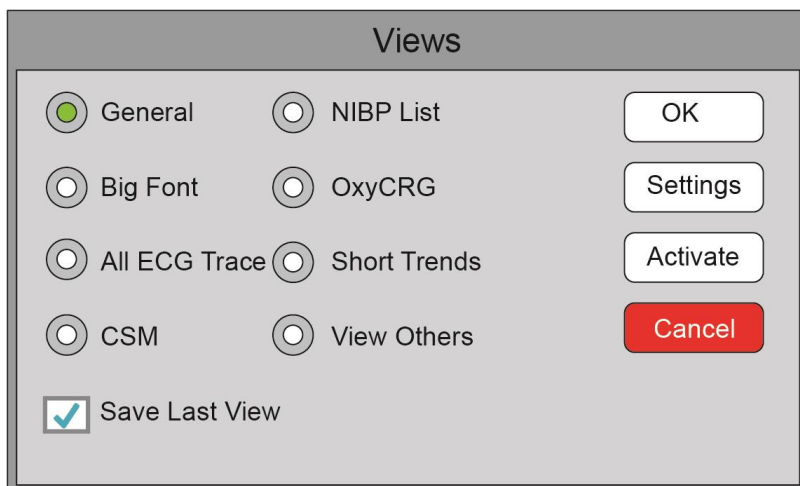 Views
General
NIBP List
OK
Big Font
OxyCRG
Settings
All ECG Trace
Short Trends
Activate
CSM
View Others
Cancel
Save Last View